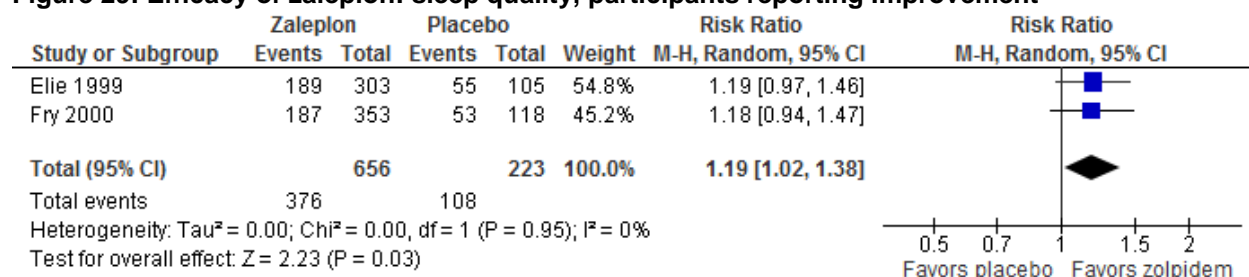 Figure 29. Efficacy of zaleplon: sleep quality, participants reporting improvement
Zaleplon Placebo Risk Ratio Risk Ratio
Study or Subgroup Events Total Events Total Weight M-H, Random, 95% CI M-H, Random, 95% CI
Elie 1999 189 303 55 105 54.8% 1.19 [0.97, 1.46]
Fry 2000 187 353 53 118 45.2% 1.18 [0.94, 1.47]
Total (95% CI) 656 223 100.0% 1.19 [1.02, 1.38]
Total events 376 108
Heterogeneity: Tau² = 0.00; Chi² = 0.00, df = 1 (P = 0.95); I² = 0%
Test for overall effect: Z = 2.23 (P = 0.03)
0.5 0.7 1 1.5 2
Favors placebo Favors zolpidem